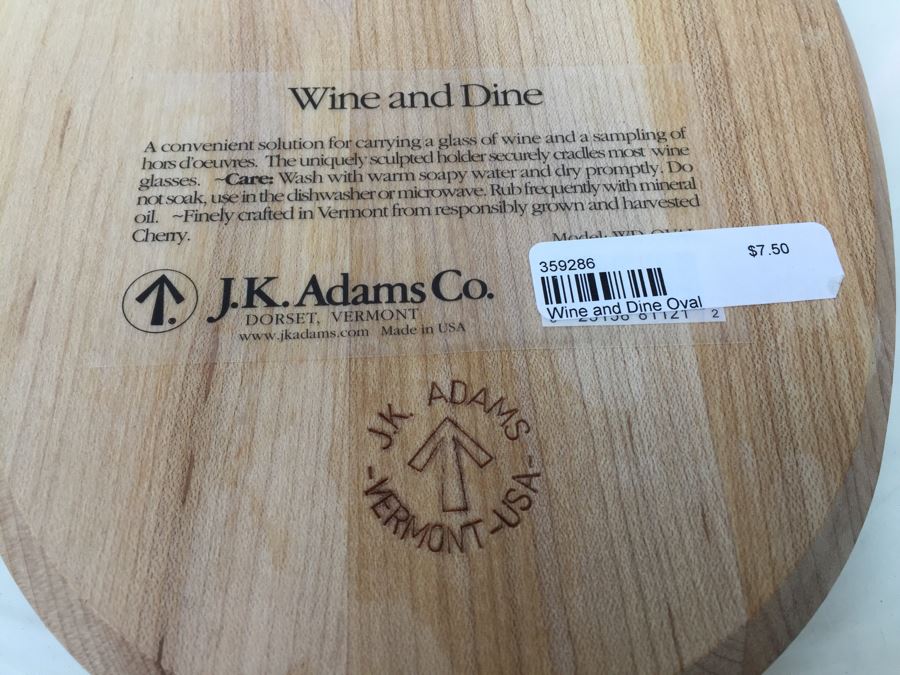 Wine and Dine
A convenient solution for carrying a glass of wine and a sampling of
hors d'oeuvres. The uniquely sculpted holder securely cradles most wine
glasses. ~Care: Wash with warm soapy water and dry promptly. Do
not soak, use in the dishwasher or microwave. Rub frequently with mineral
oil. ~Finely crafted in Vermont from responsibly grown and harvested
Cherry.
Model: WD-OVAL
J.K. Adams Co.
DORSET, VERMONT
www.jkadams.com Made in USA
359286
$7.50
Wine and Dine Oval
2
J.K. ADAMS
-VERMONT-USA-